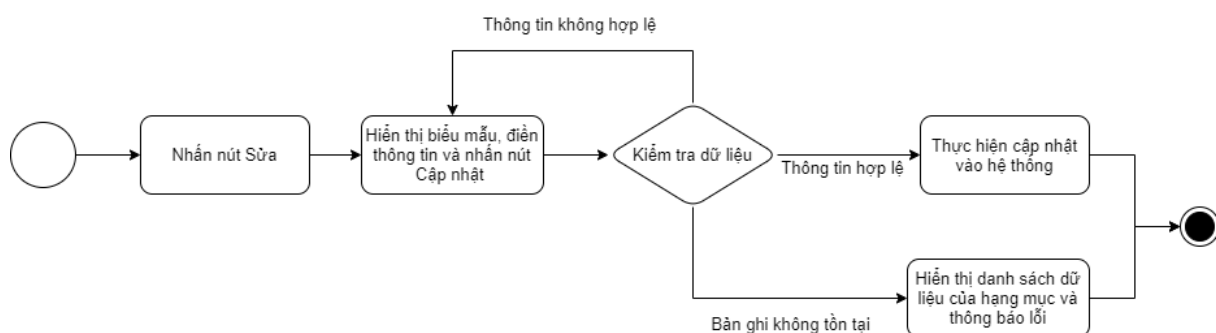 Thông tin không hợp lệ
Nhấn nút Sửa
Hiển thị biểu mẫu, điền
thông tin và nhấn nút
Cập nhật
Kiểm tra dữ liệu
Thông tin hợp lệ
Thực hiện cập nhật
vào hệ thống
Bản ghi không tồn tại
Hiển thị danh sách dữ
liệu của hạng mục và
thông báo lỗi